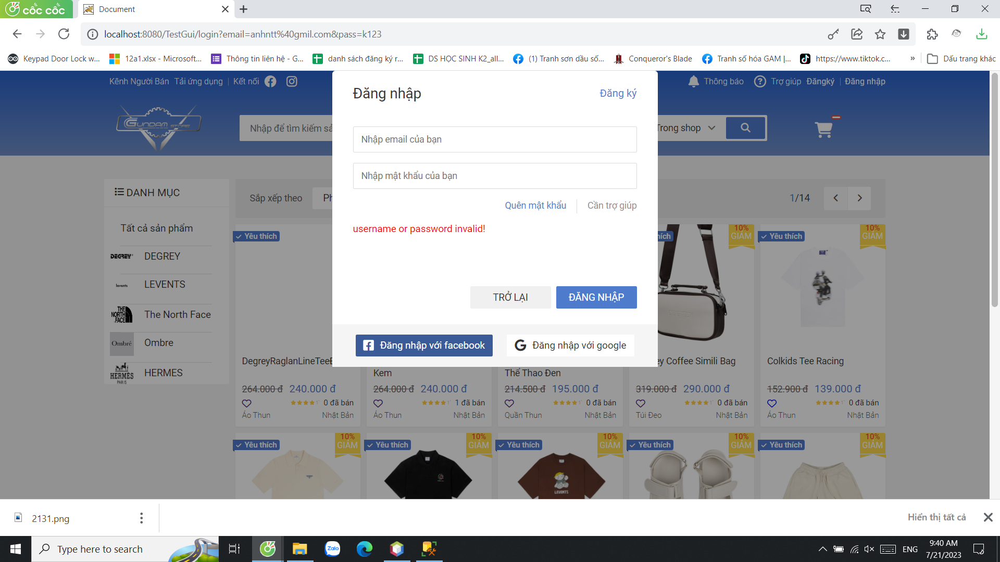 cốc cốc
Document
localhost:8080/TestGui/login?email=anhntt%40gmil.com&pass=k123
Keypad Door Lock w...
12a1.xlsx - Microsoft...
Thông tin liên hệ - G...
danh sách đăng ký r...
DS HỌC SINH K2_all...
(1) Tranh sơn dầu số...
Conqueror's Blade
Tranh số hóa GAM |...
https://www.tiktok.c...
»
Dấu trang khác
Kênh Người Bán
Tải ứng dụng
Kết nối
Thông báo
Trợ giúp
Đăngký
Đăng nhập
GUNDAM STORE
Nhập để tìm kiếm sả
Trong shop
Đăng nhập
Đăng ký
Nhập email của bạn
Nhập mật khẩu của bạn
Quên mật khẩu
Cần trợ giúp
username or password invalid!
TRỞ LẠI
ĐĂNG NHẬP
Đăng nhập với facebook
Đăng nhập với google
DANH MỤC
Tất cả sản phẩm
DEGREY
DEGREY
levents
LEVENTS
THE NORTH FACE
The North Face
Ombré
Ombre
HERMÈS
PARIS
HERMES
Sắp xếp theo
Ph
1/14
Yêu thích
hích
10%
GIẢM
Yêu thích
10%
GIẢM
DegreyRaglanLineTeeĐ
Kem
Thể Thao Đen
ey Coffee Simili Bag
Colkids Tee Racing
264.000 đ 240.000 đ
264.000 đ 240.000 đ
214.500 đ 195.000 đ
319.000 đ 290.000 đ
152.900 đ 139.000 đ
0 đã bán
1 đã bán
0 đã bán
0 đã bán
0 đã bán
Áo Thun
Nhật Bản
Áo Thun
Nhật Bản
Quần Thun
Nhật Bản
Túi Đeo
Nhật Bản
Áo Thun
Nhật Bản
Yêu thích
10%
GIẢM
Yêu thích
10%
GIẢM
Yêu thích
10%
GIẢM
Yêu thích
10%
GIẢM
Yêu thích
10%
GIẢM
LEVENTS
2131.png
Hiển thị tất cả
Type here to search
Zalo
ENG
9:40 AM
7/21/2023